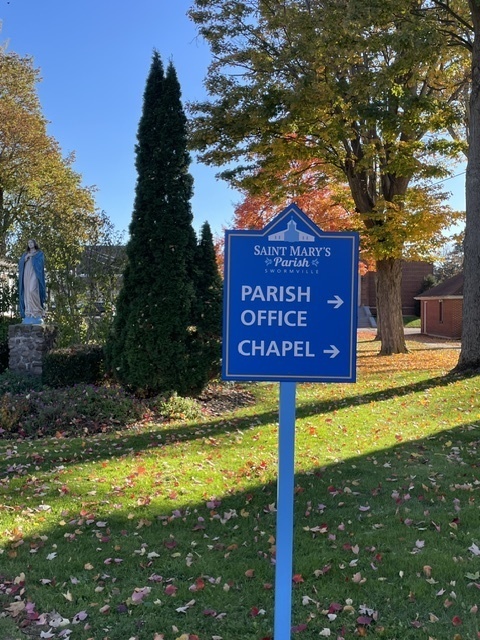 SAINT MARY'S
Parish
SWORMVILLE
PARISH
OFFICE →
CHAPEL →